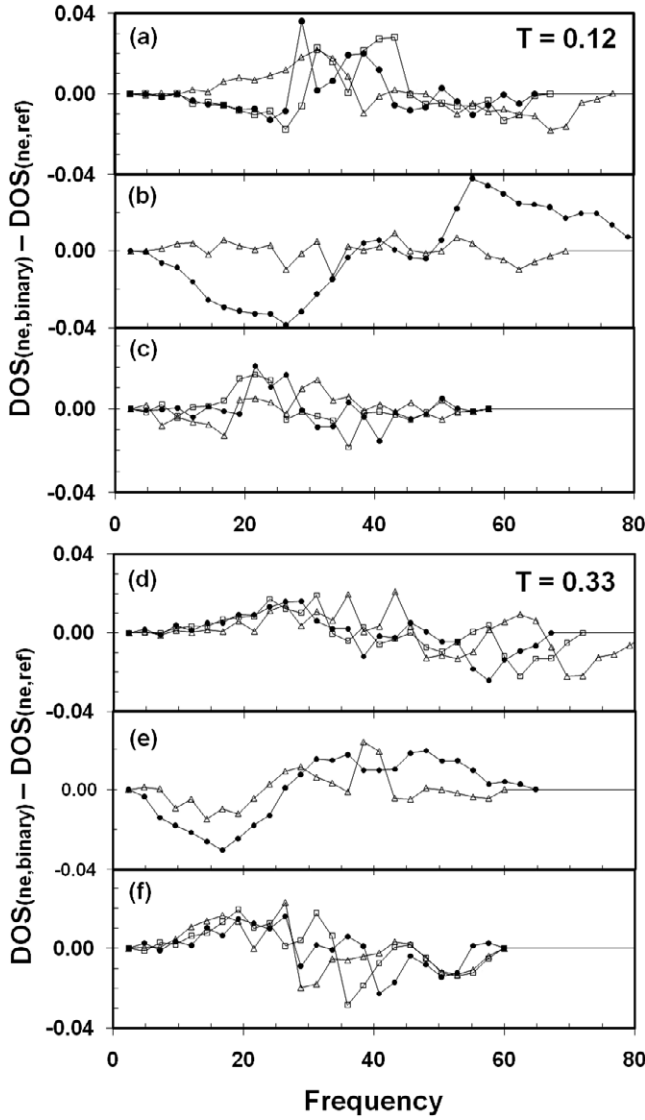 (a)
T = 0.12
0.04
0.00
-0.04
(b)
0.00
-0.04
(c)
0.00
-0.04
0
20
40
60
80
DOS(ne,binary) – DOS(ne,ref)
(d)
T = 0.33
0.04
0.00
-0.04
(e)
0.00
-0.04
(f)
0.00
-0.04
0
20
40
60
80
DOS(ne,binary) – DOS(ne,ref)
Frequency